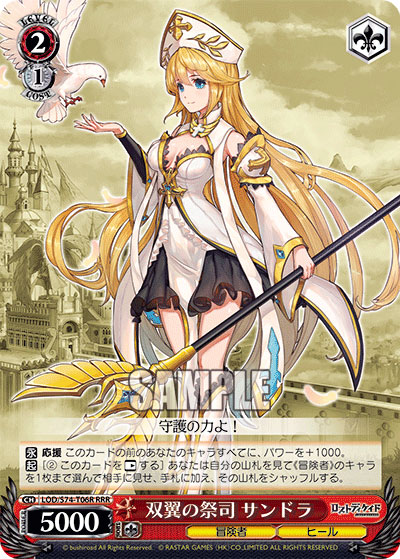 LEVEL
2
1
COST
SAMPLE
守護の力よ!
永 応援 このカードの前のあなたのキャラすべてに、パワーを+1000。
起 [② このカードを する] あなたは自分の山札を見て《冒険者》のキャラ
を1枚まで選んで相手に見せ、手札に加え、その山札をシャッフルする。
CH LOD/S74-T06R RRR
5000
双翼の祭司 サンドラ
ロストディケイド
冒険者 ヒール
© bushiroad All Rights Reserved. © RASTAR GAMES (HK) CO.,LIMITED ALL RIGHTS RESERVED